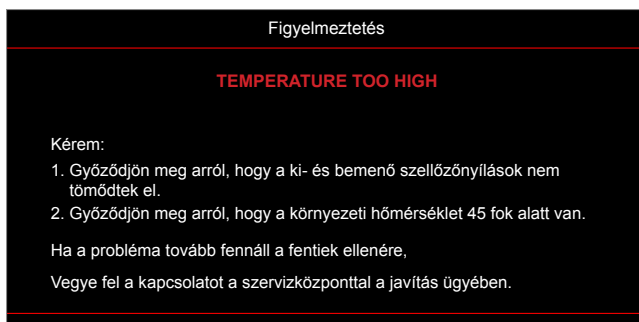 Figyelmeztetés
TEMPERATURE TOO HIGH
Kérem:
1. Győződjön meg arról, hogy a ki- és bemenő szellőzőnyílások nem
tömődtek el.
2. Győződjön meg arról, hogy a környezeti hőmérséklet 45 fok alatt van.
Ha a probléma tovább fennáll a fentiek ellenére,
Vegye fel a kapcsolatot a szervizközponttal a javítás ügyében.